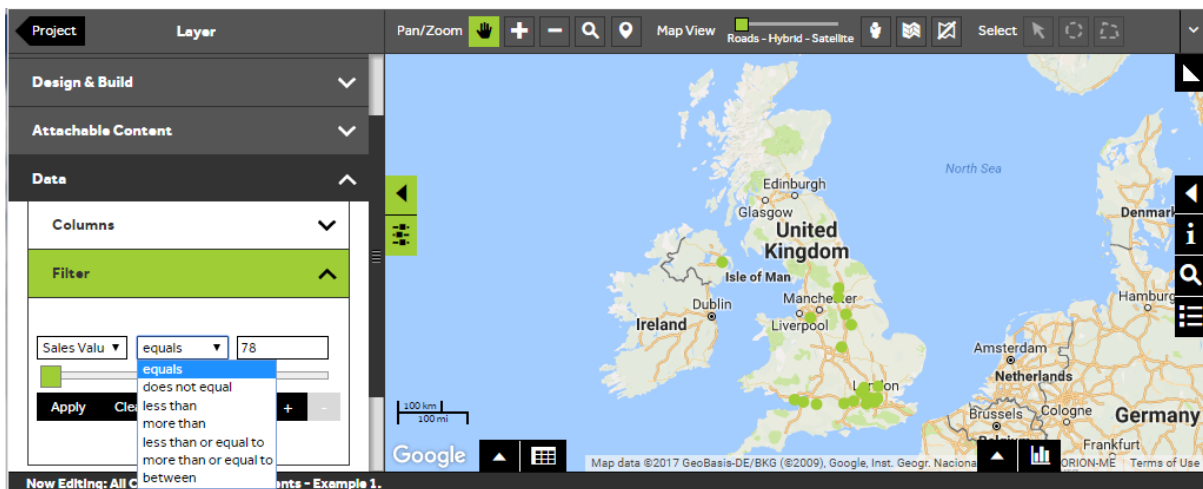 Project
Layer
Pan/Zoom
Map View
Roads - Hybrid - Satellite
Select
Design & Build
Attachable Content
Data
Columns
Filter
Sales Valu
equals
78
equals
does not equal
less than
more than
less than or equal to
more than or equal to
between
Apply
+
-
Now Editing: All C
ents - Example 1.
North Sea
Edinburgh
Glasgow
United
Kingdom
Denmark
Isle of Man
Dublin
Manchester
Hamburg
Ireland
Liverpool
Amsterdam
Netherlands
London
Brussels
Cologne
Germany
Belgium
Frankfurt
100 km
100 mi
Google
Map data ©2017 GeoBasis-DE/BKG (©2009), Google, Inst. Geogr. Naciona
ORION-ME
Terms of Use